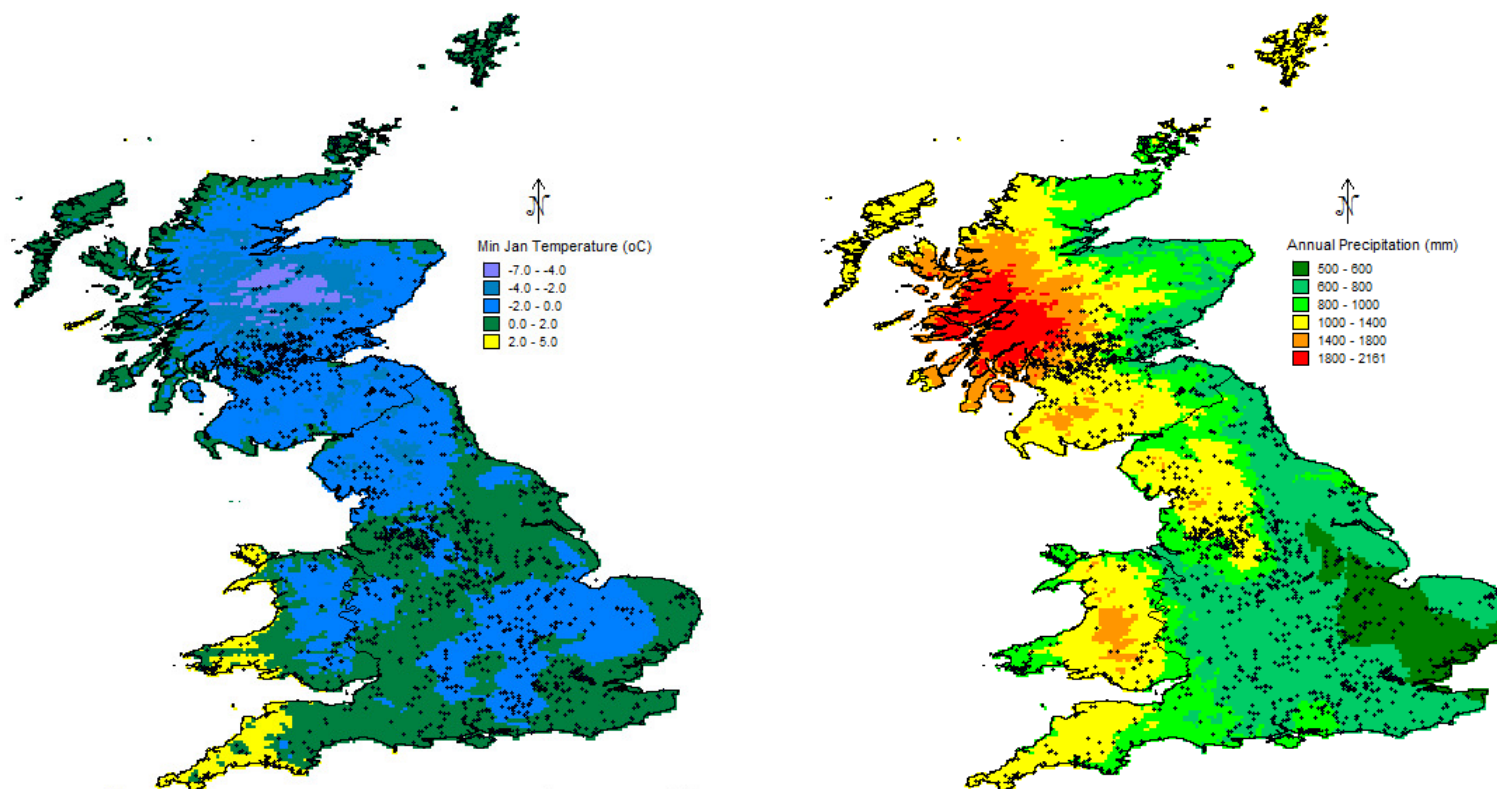 N
Min Jan Temperature (oC)
-7.0 - -4.0
-4.0 - -2.0
-2.0 - 0.0
0.0 - 2.0
2.0 - 5.0
N
Annual Precipitation (mm)
500 - 600
600 - 800
800 - 1000
1000 - 1400
1400 - 1800
1800 - 2161